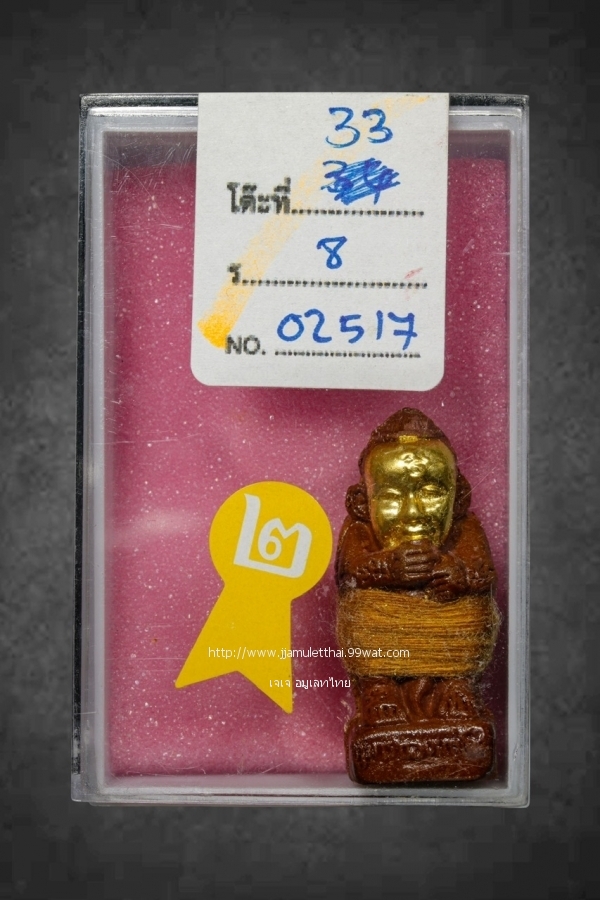 33
โต๊ะที่
ร. 8
NO. 02517
๒
http://www.jjamuletthai.99wat.com
เจเจ อมูเลทไทย